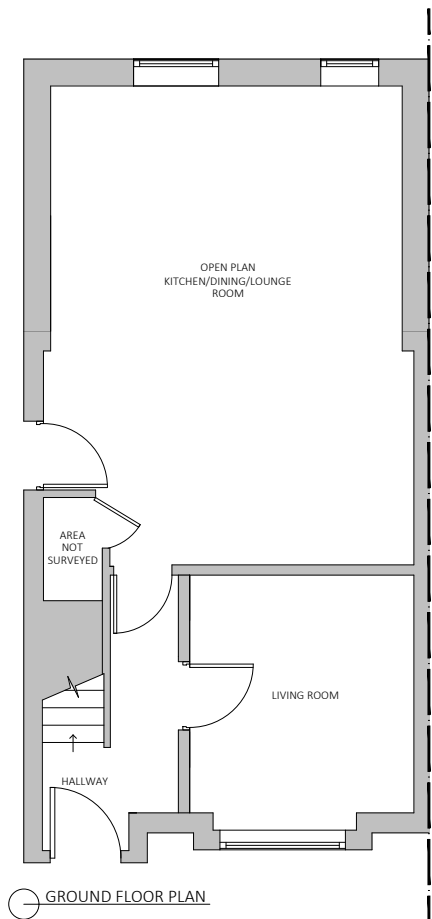 OPEN PLAN
KITCHEN/DINING/LOUNGE
ROOM
AREA
NOT
SURVEYED
LIVING ROOM
HALLWAY
GROUND FLOOR PLAN